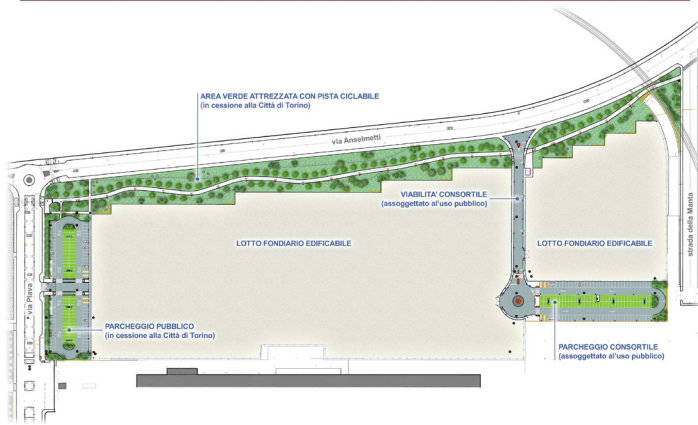 AREA VERDE ATTREZZATA CON PISTA CICLABILE
(in cessione alla Città di Torino)
via Anselmetti
VIABILITA' CONSORTILE
(assoggettato al'uso pubblico)
strada della Manta
LOTTO FONDIARIO EDIFICABILE
LOTTO FONDIARIO EDIFICABILE
via Plava
PARCHEGGIO PUBBLICO
(in cessione alla Città di Torino)
PARCHEGGIO CONSORTILE
(assoggettato al'uso pubblico)